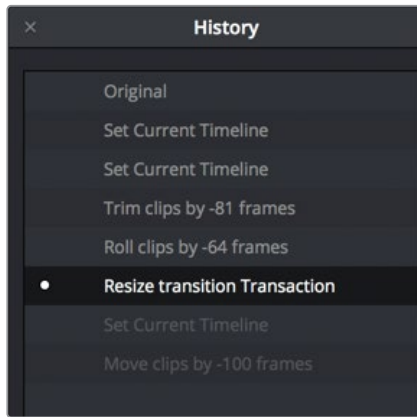 History
Original
Set Current Timeline
Set Current Timeline
Trim clips by -81 frames
Roll clips by -64 frames
Resize transition Transaction
Set Current Timeline
Move clips by -100 frames